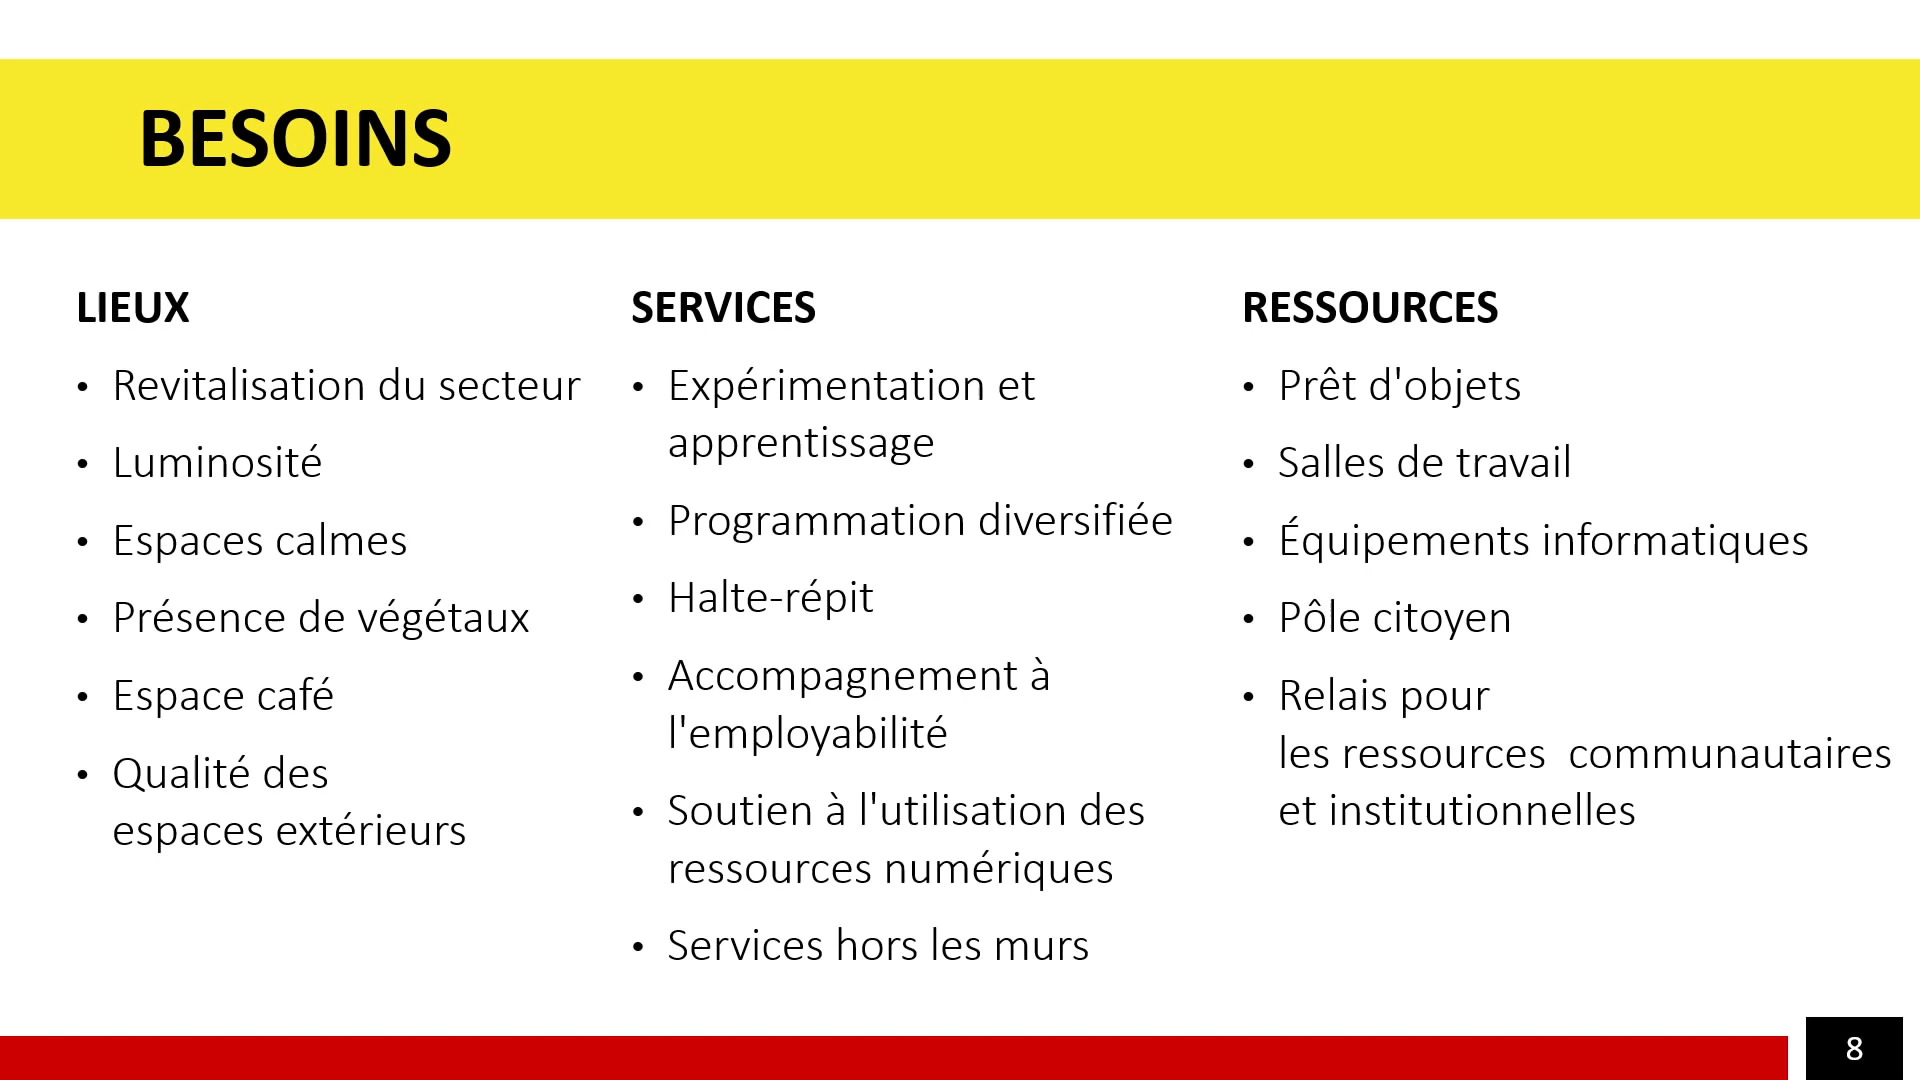 BESOINS
LIEUX
• Revitalisation du secteur
• Luminosité
• Espaces calmes
• Présence de végétaux
• Espace café
• Qualité des
espaces extérieurs
SERVICES
• Expérimentation et
apprentissage
• Programmation diversifiée
• Halte-répit
• Accompagnement à
l'employabilité
• Soutien à l'utilisation des
ressources numériques
• Services hors les murs
RESSOURCES
• Prêt d'objets
• Salles de travail
• Équipements informatiques
• Pôle citoyen
• Relais pour
les ressources  communautaires
et institutionnelles
8